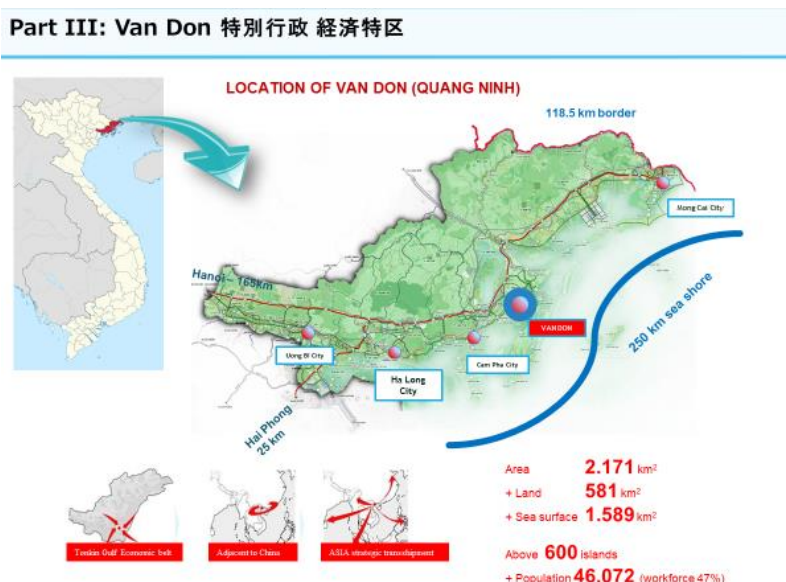 Part III: Van Don 特別行政 経済特区
LOCATION OF VAN DON (QUANG NINH)
118.5 km border
Mong Cai City
Hanoi – 165km
250 km sea shore
VAN DON
Uong Bi City
Cam Pha City
Ha Long
City
Hai Phong
25 km
Area 2.171 km²
+ Land 581 km²
+ Sea surface 1.589 km²
Tonkin Gulf Economic belt
Adjacent to China
ASIA strategic transshipment
Above 600 islands
+ Population 46.072 (workforce 47%)